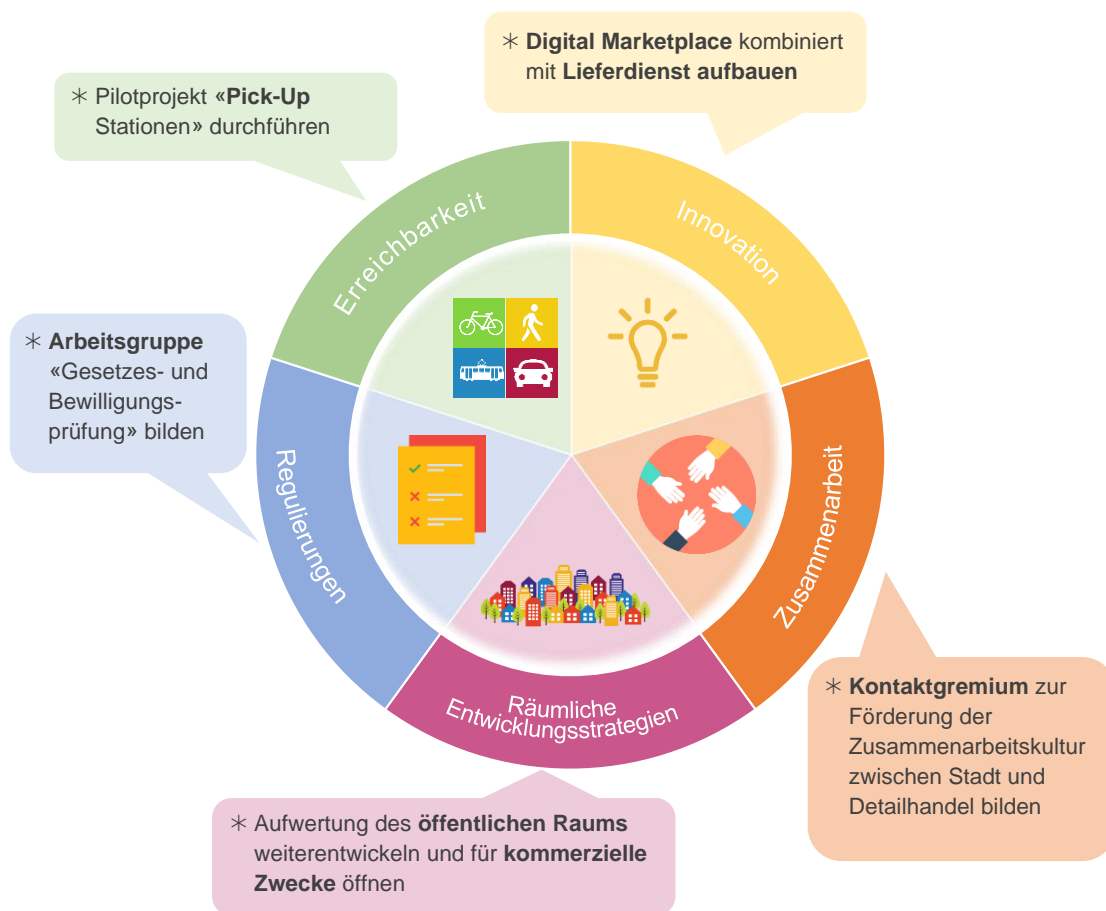 ∗ Digital Marketplace kombiniert
mit Lieferdienst aufbauen
∗ Pilotprojekt «Pick-Up
Stationen» durchführen
Erreichbarkeit
Innovation
∗ Arbeitsgruppe
«Gesetzes- und
Bewilligungs-
prüfung» bilden
Regulierungen
Zusammenarbeit
Räumliche
Entwicklungsstrategien
∗ Kontaktgremium zur
Förderung der
Zusammenarbeitskultur
zwischen Stadt und
Detailhandel bilden
∗ Aufwertung des öffentlichen Raums
weiterentwickeln und für kommerzielle
Zwecke öffnen